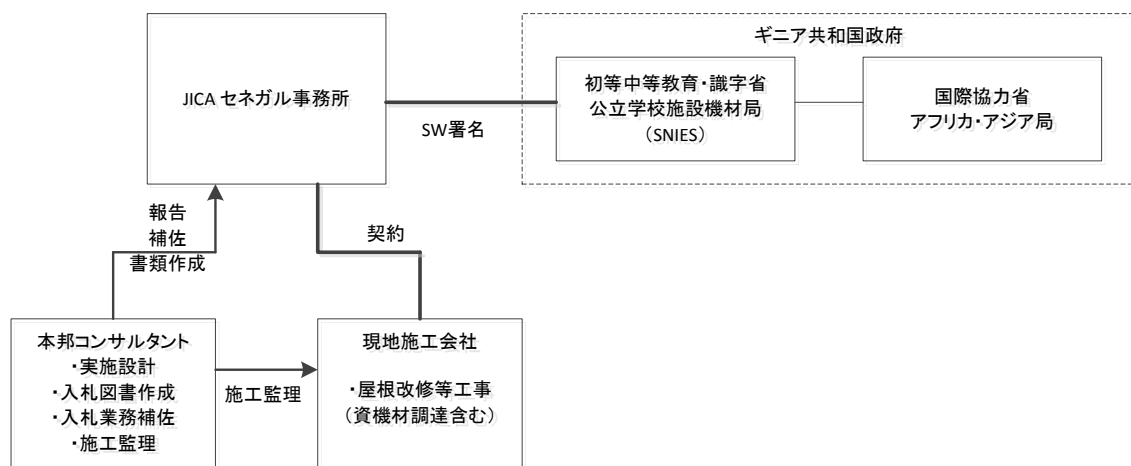 ギニア共和国政府
JICA セネガル事務所
SW署名
初等中等教育・識字省
公立学校施設機材局
（SNIES）
国際協力省
アフリカ・アジア局
報告
補佐
書類作成
契約
本邦コンサルタント
・実施設計
・入札図書作成
・入札業務補佐
・施工監理
施工監理
現地施工会社
・屋根改修等工事
（資機材調達含む）